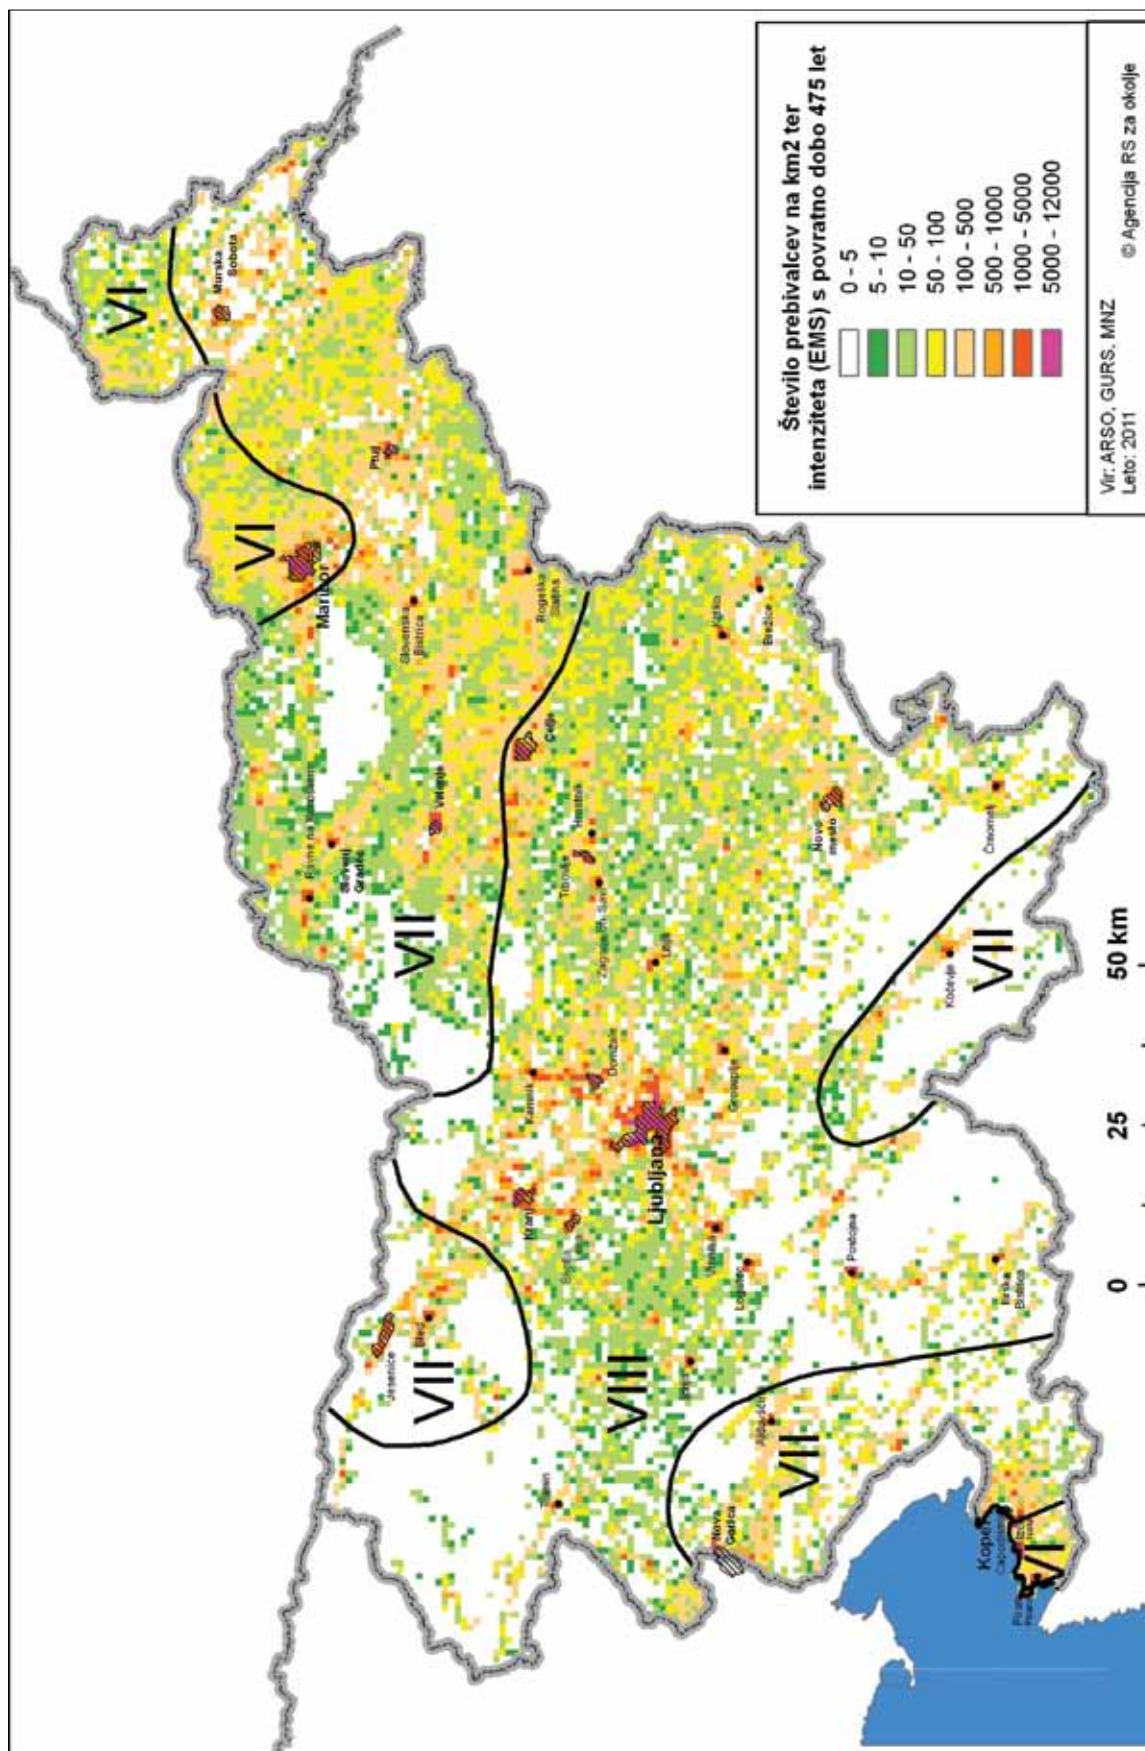 VI
Murska
Sobota
VI
Maribor
Ptuj
Slovenska
Bistrica
Rogaška
Slatina
Ravne na Koroškem
Slovenj
Gradec
Velenje
VII
Celje
Hrastnik
Trbovlje
Zagorje ob Savi
Litija
Krško
Brežice
Novo
mesto
Črnomelj
Kočevje
VII
Jesenice
Bled
VII
Kranj
Kamnik
Domžale
Ljubljana
Grosuplje
Vrhnika
Logatec
Postojna
Ilirska
Bistrica
VIII
Idrija
Tolmin
Ajdovščina
VII
Nova
Gorica
Koper
VI
0 25 50 km
Število prebivalcev na km2 ter
intenziteta (EMS) s povratno dobo 475 let
0 - 5
5 - 10
10 - 50
50 - 100
100 - 500
500 - 1000
1000 - 5000
5000 - 12000
Vir: ARSO, GURS, MNZ
Leto: 2011 © Agencija RS za okolje